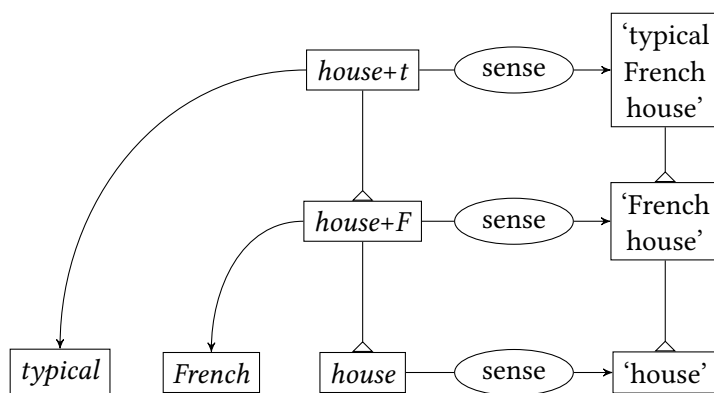 house+t
sense
‘typical
French
house’
house+F
sense
‘French
house’
typical
French
house
sense
‘house’